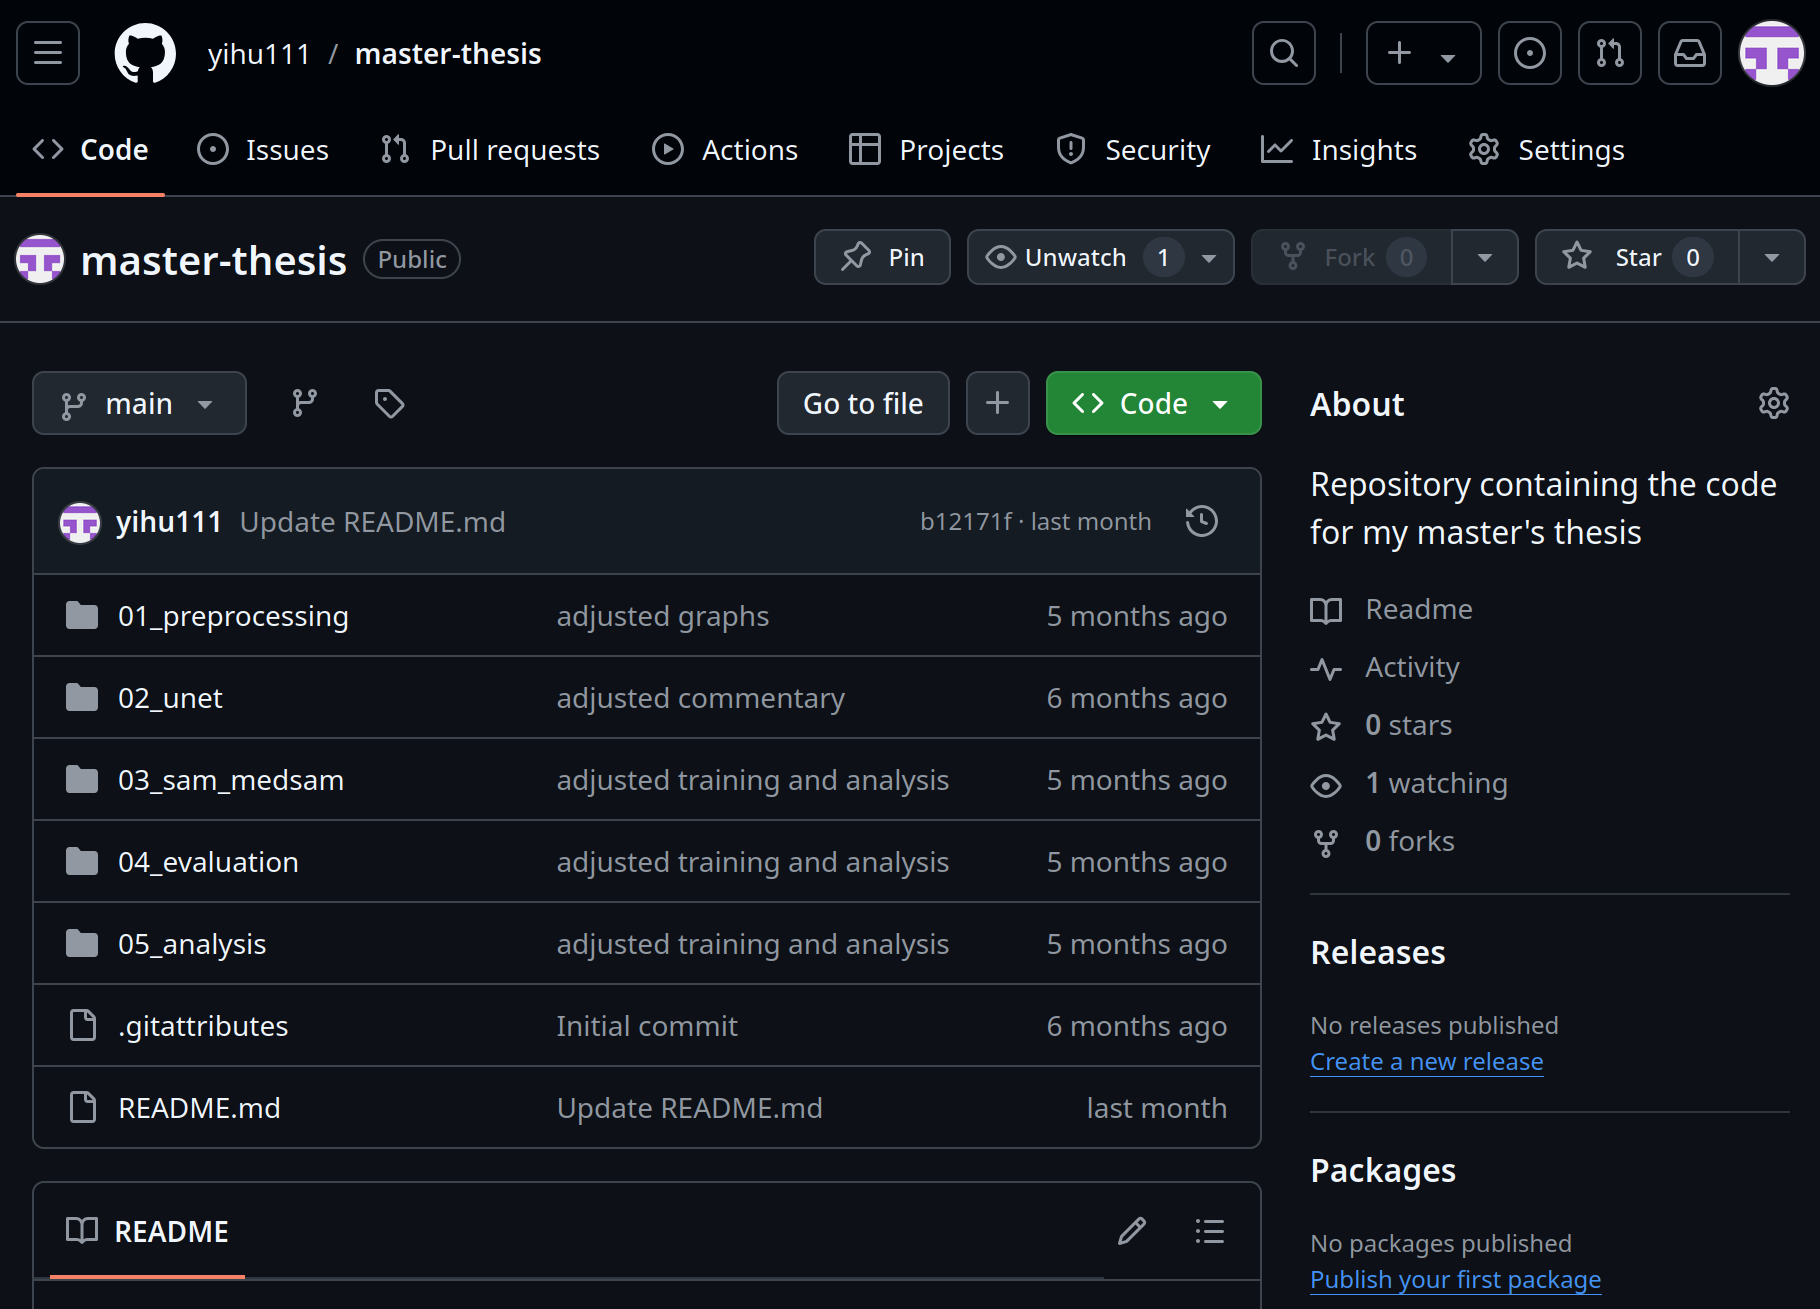 yihu111 / master-thesis
Code Issues Pull requests Actions Projects Security Insights Settings
master-thesis Public Pin Unwatch 1 Fork 0 Star 0
main Go to file Code
yihu111 Update README.md b12171f · last month
01_preprocessing adjusted graphs 5 months ago
02_unet adjusted commentary 6 months ago
03_sam_medsam adjusted training and analysis 5 months ago
04_evaluation adjusted training and analysis 5 months ago
05_analysis adjusted training and analysis 5 months ago
.gitattributes Initial commit 6 months ago
README.md Update README.md last month
README
About
Repository containing the code
for my master's thesis
Readme
Activity
0 stars
1 watching
0 forks
Releases
No releases published
Create a new release
Packages
No packages published
Publish your first package